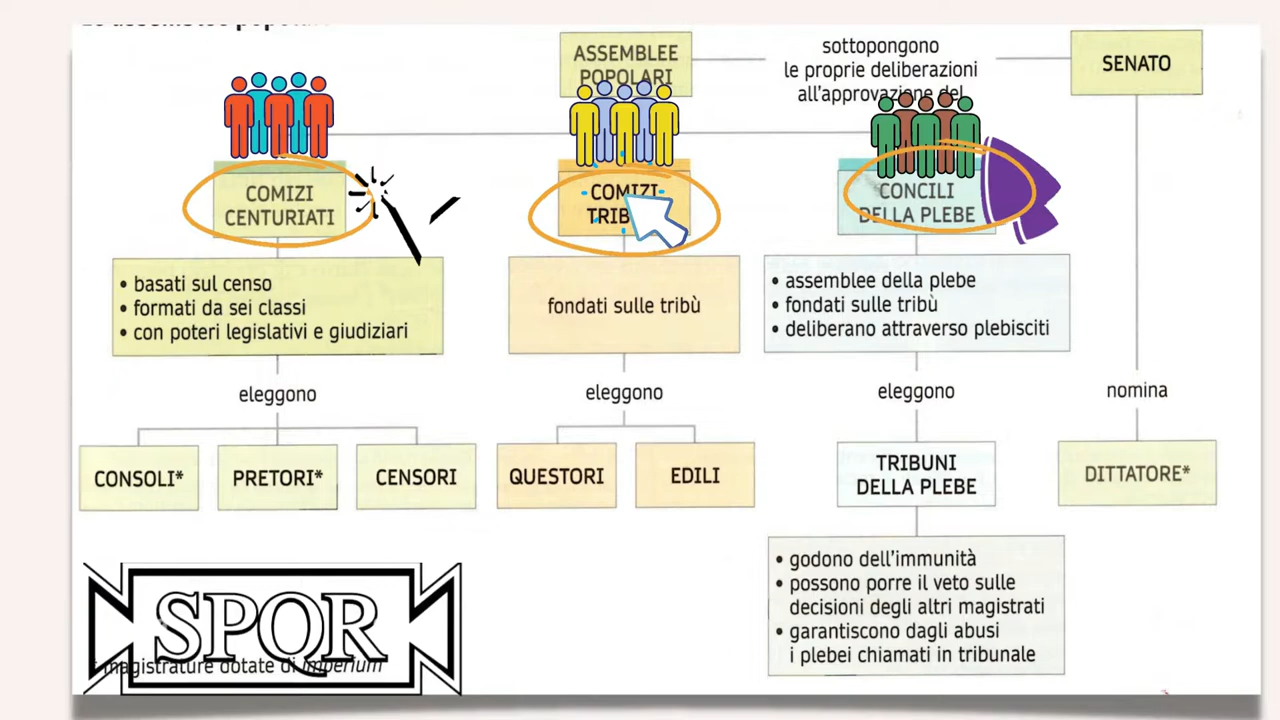 ASSEMBLEE
POPOLARI
sottopongono
le proprie deliberazioni
all'approvazione del
SENATO
COMIZI
CENTURIATI
COMIZI
CONCILI
DELLA PLEBE
• basati sul censo
• formati da sei classi
• con poteri legislativi e giudiziari
fondati sulle tribù
• assemblee della plebe
• fondati sulle tribù
• deliberano attraverso plebisciti
eleggono
eleggono
eleggono
nomina
CONSOLI*
PRETORI*
CENSORI
QUESTORI
EDILI
TRIBUNI
DELLA PLEBE
DITTATORE*
• godono dell'immunità
• possono porre il veto sulle
decisioni degli altri magistrati
• garantiscono dagli abusi
i plebei chiamati in tribunale
SPQR
magistrature dotate di imperium